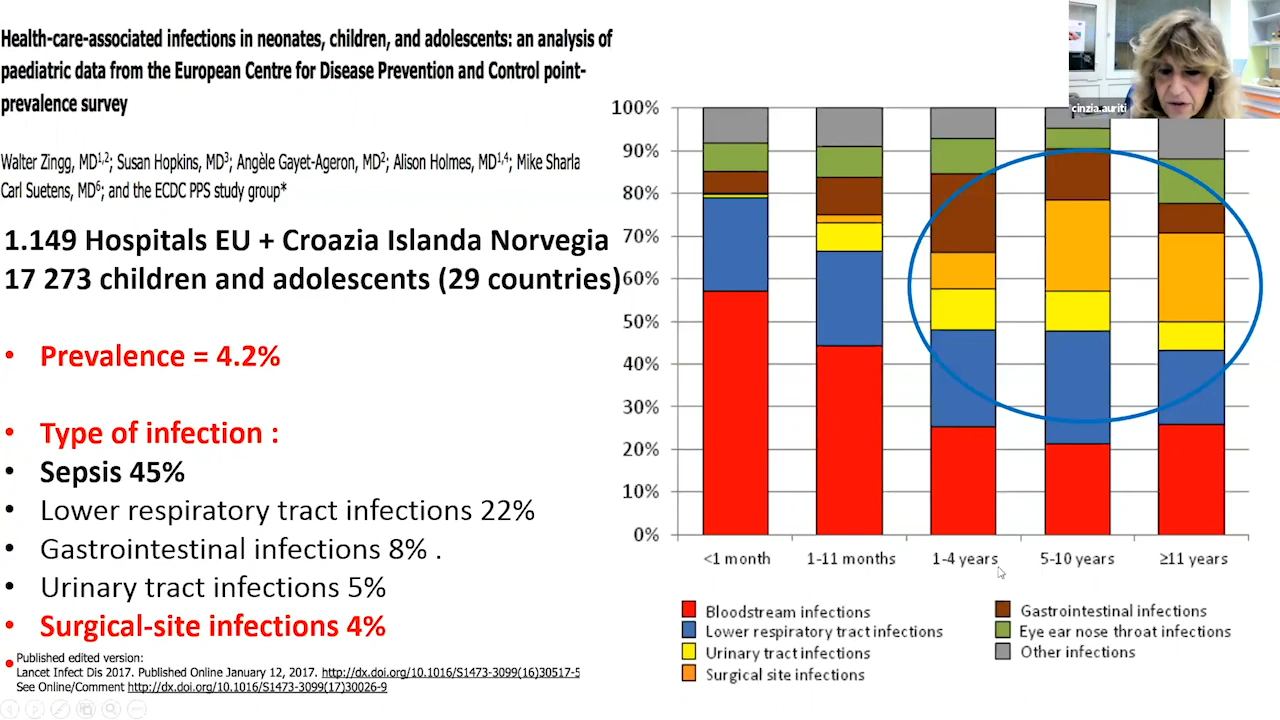 Health-care-associated infections in neonates, children, and adolescents: an analysis of
paediatric data from the European Centre for Disease Prevention and Control point-
prevalence survey
Walter Zingg, MD1,2; Susan Hopkins, MD3; Angèle Gayet-Ageron, MD2; Alison Holmes, MD1,4; Mike Sharla
Carl Suetens, MD6; and the ECDC PPS study group*
1.149 Hospitals EU + Croazia Islanda Norvegia
17 273 children and adolescents (29 countries)
• Prevalence = 4.2%
• Type of infection :
• Sepsis 45%
• Lower respiratory tract infections 22%
• Gastrointestinal infections 8% .
• Urinary tract infections 5%
• Surgical-site infections 4%
•
Published edited version:
Lancet Infect Dis 2017. Published Online January 12, 2017. http://dx.doi.org/10.1016/S1473-3099(16)30517-5
See Online/Comment http://dx.doi.org/10.1016/S1473-3099(17)30026-9
cinzia.auriti
100%
90%
80%
70%
60%
50%
40%
30%
20%
10%
0%
<1 month 1-11 months 1-4 years 5-10 years ≥11 years
Bloodstream infections
Lower respiratory tract infections
Urinary tract infections
Surgical site infections
Gastrointestinal infections
Eye ear nose throat infections
Other infections